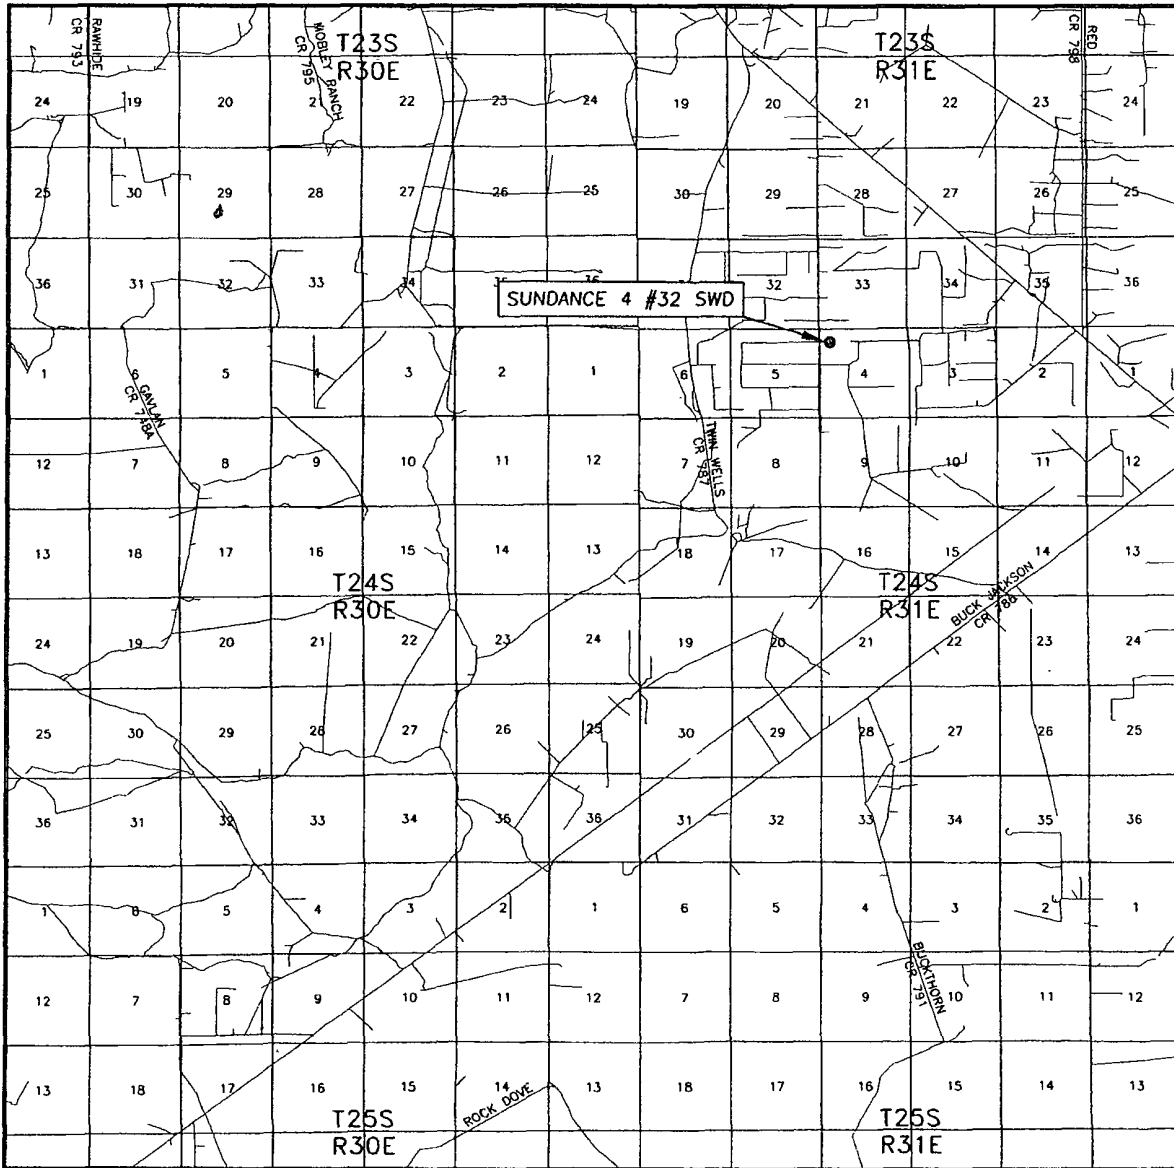 RAWHIDE
CR 793
MOBLEY RANCH
CR 795
T23S
R30E
T23S
R31E
RED
CR 798
24 19 20 21 22 23 24 19 20 21 22 23 24
25 30 29 28 27 26 25 30 29 28 27 26 25
36 31 32 33 34 35 36 32 33 34 35 36
SUNDANCE 4 #32 SWD
1 6 5 4 3 2 1 6 5 4 3 2 1
GAVLAN
CR 748A
TWIN WELLS
CR 787
12 7 8 9 10 11 12 7 8 9 10 11 12
13 18 17 16 15 14 13 18 17 16 15 14 13
T24S
R30E
T24S
R31E
BUCK JACKSON
CR 786
24 19 20 21 22 23 24 19 20 21 22 23 24
25 30 29 28 27 26 25 30 29 28 27 26 25
36 31 32 33 34 35 36 31 32 33 34 35 36
1 6 5 4 3 2 1 6 5 4 3 2 1
BUCKTHORN
CR 791
12 7 8 9 10 11 12 7 8 9 10 11 12
13 18 17 16 15 14 13 18 17 16 15 14 13
ROCK DOVE
T25S
R30E
T25S
R31E